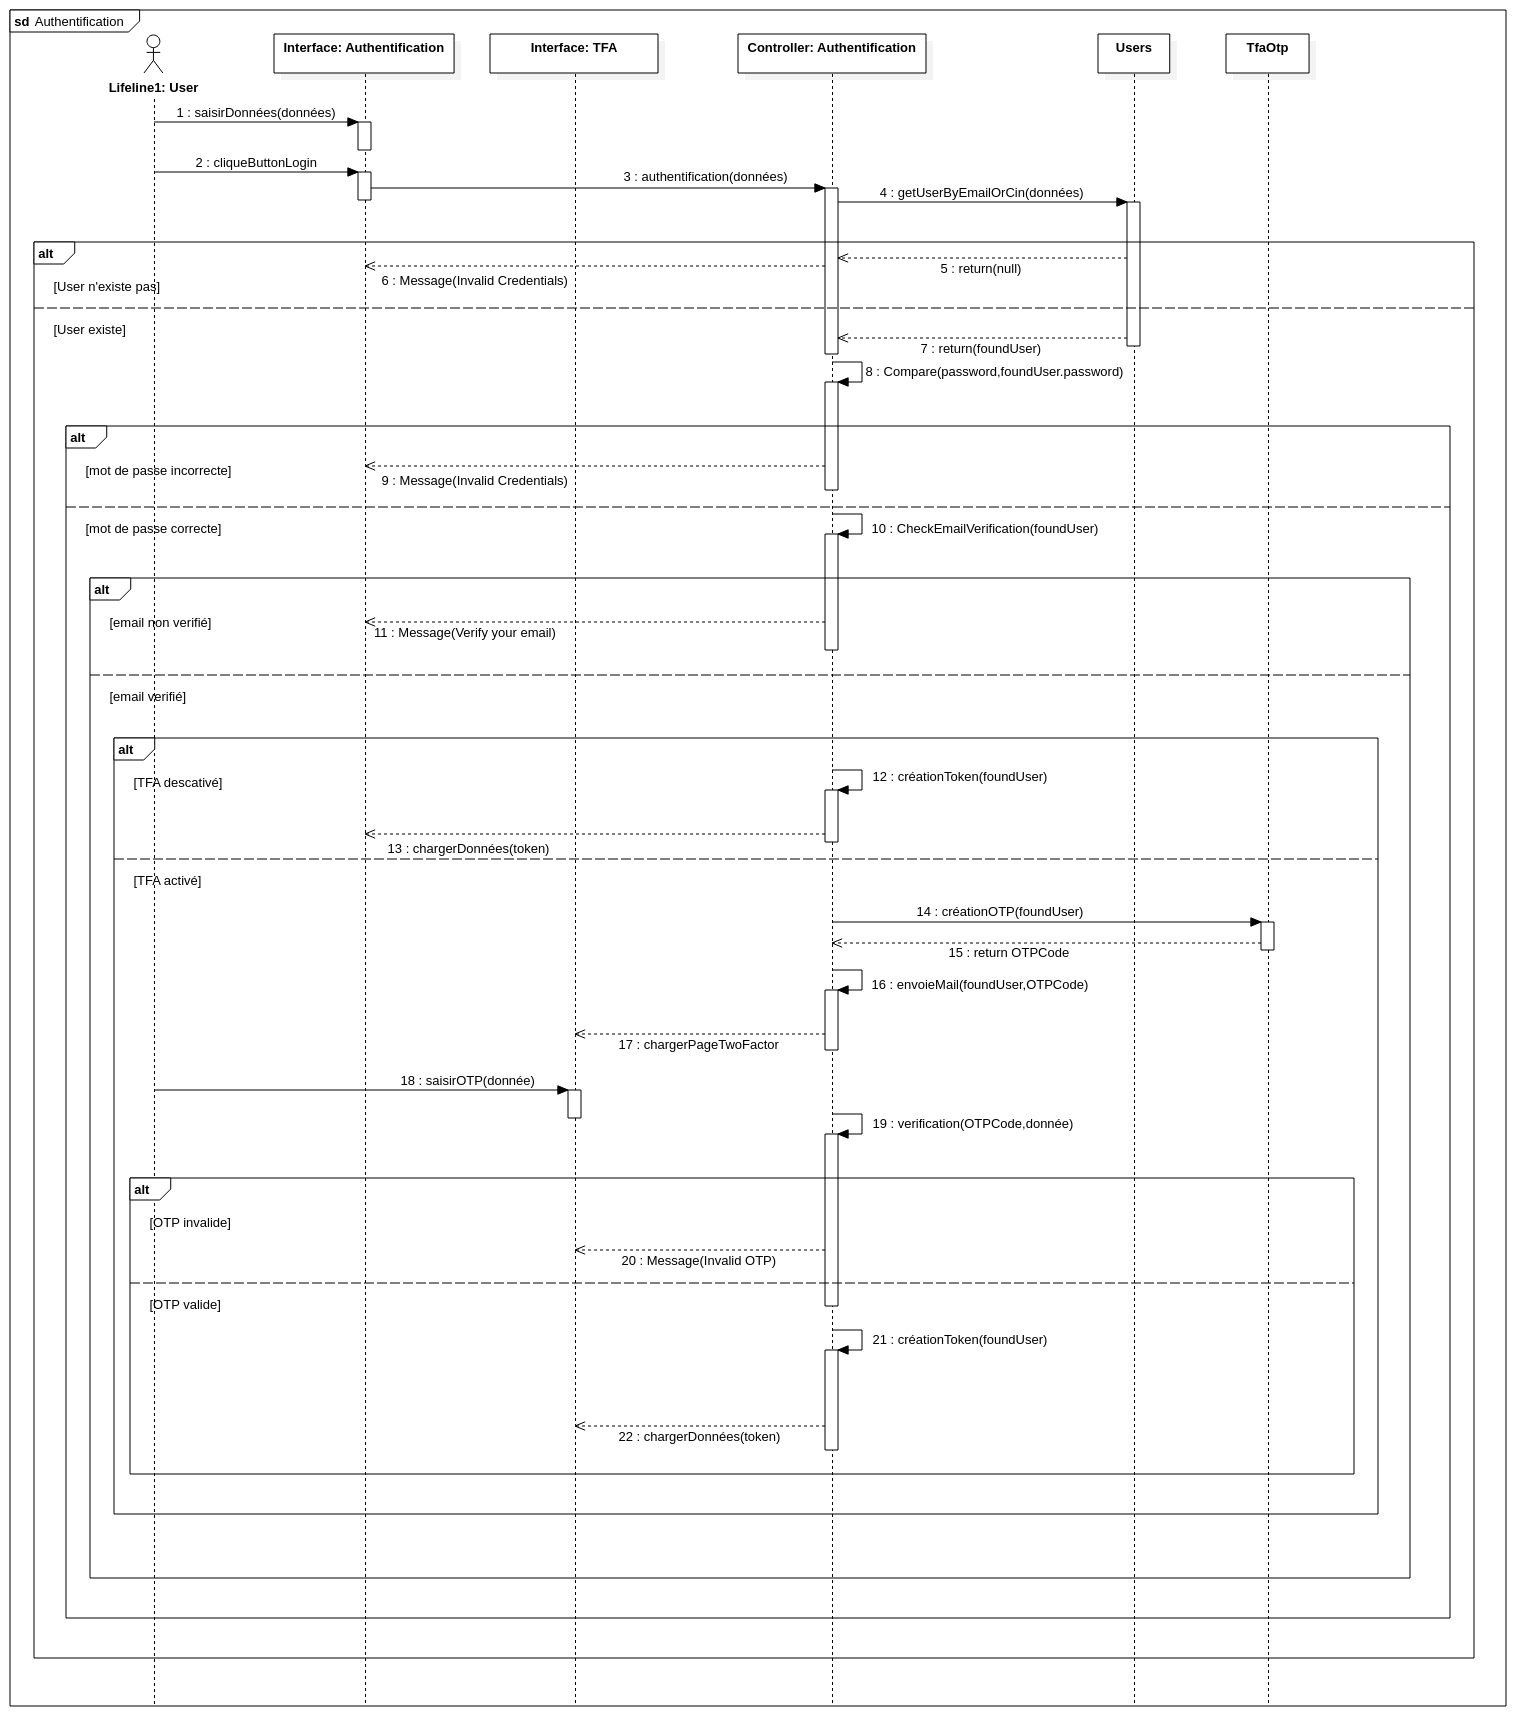 sd Authentification
Interface: Authentification
Interface: TFA
Controller: Authentification
Users
TfaOtp
Lifeline1: User
1 : saisirDonnées(données)
2 : cliqueButtonLogin
3 : authentification(données)
4 : getUserByEmailOrCin(données)
alt
5 : return(null)
6 : Message(Invalid Credentials)
[User n'existe pas]
[User existe]
7 : return(foundUser)
8 : Compare(password,foundUser.password)
alt
[mot de passe incorrecte]
9 : Message(Invalid Credentials)
[mot de passe correcte]
10 : CheckEmailVerification(foundUser)
alt
[email non verifié]
11 : Message(Verify your email)
[email verifié]
alt
[TFA descativé]
12 : créationToken(foundUser)
13 : chargerDonnées(token)
[TFA activé]
14 : créationOTP(foundUser)
15 : return OTPCode
16 : envoieMail(foundUser,OTPCode)
17 : chargerPageTwoFactor
18 : saisirOTP(donnée)
19 : verification(OTPCode,donnée)
alt
[OTP invalide]
20 : Message(Invalid OTP)
[OTP valide]
21 : créationToken(foundUser)
22 : chargerDonnées(token)